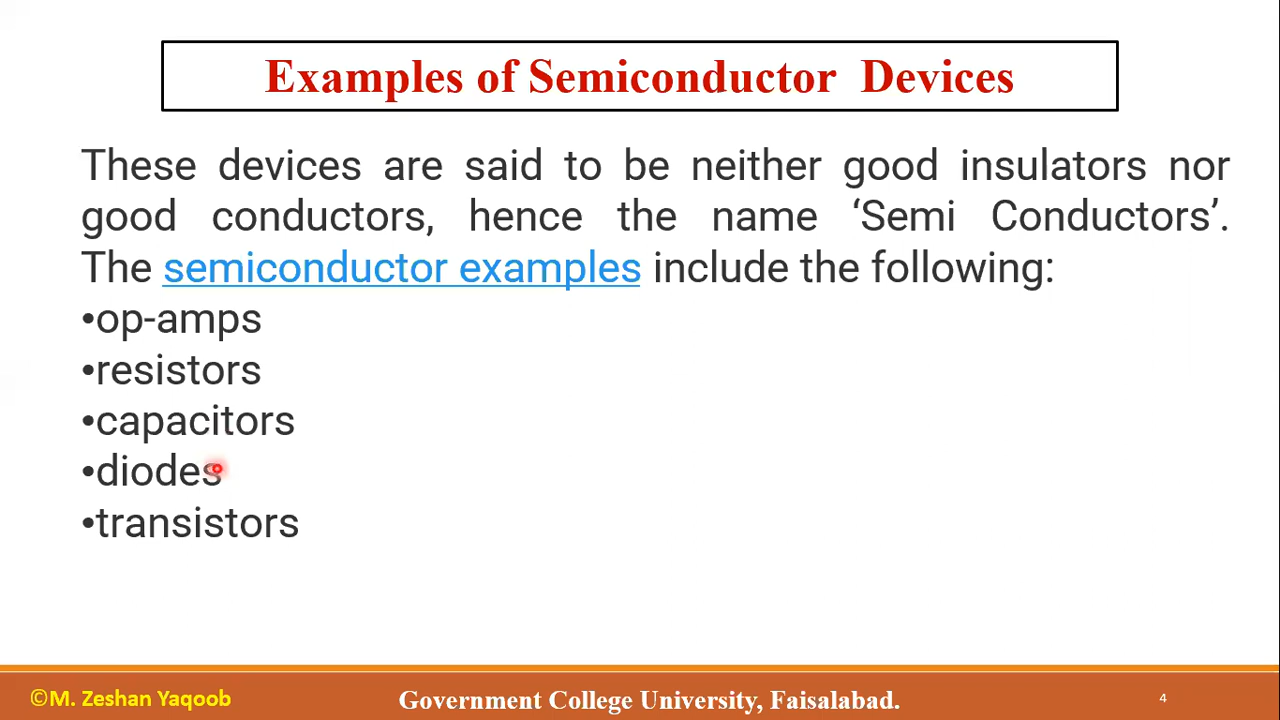 Examples of Semiconductor Devices
These devices are said to be neither good insulators nor
good conductors, hence the name ‘Semi Conductors’.
The semiconductor examples include the following:
•op-amps
•resistors
•capacitors
•diodes
•transistors
©M. Zeshan Yaqoob
Government College University, Faisalabad.
4